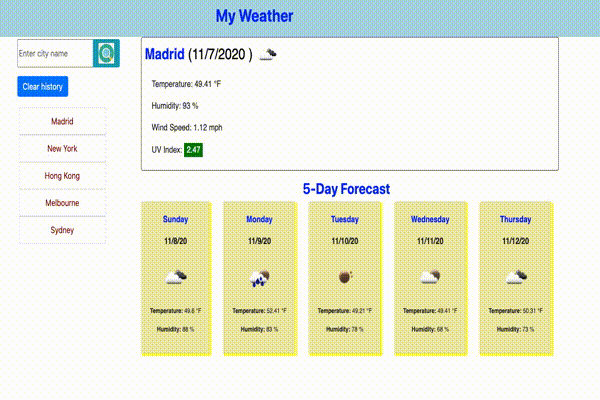 My Weather
Enter city name
Clear history
Madrid
New York
Hong Kong
Melbourne
Sydney
Madrid (11/7/2020 )
Temperature: 49.41 °F
Humidity: 93 %
Wind Speed: 1.12 mph
UV Index: 2.47
5-Day Forecast
Sunday
11/8/20
Temperature: 49.6 °F
Humidity: 88 %
Monday
11/9/20
Temperature: 52.41 °F
Humidity: 83 %
Tuesday
11/10/20
Temperature: 49.21 °F
Humidity: 78 %
Wednesday
11/11/20
Temperature: 49.41 °F
Humidity: 68 %
Thursday
11/12/20
Temperature: 50.31 °F
Humidity: 73 %